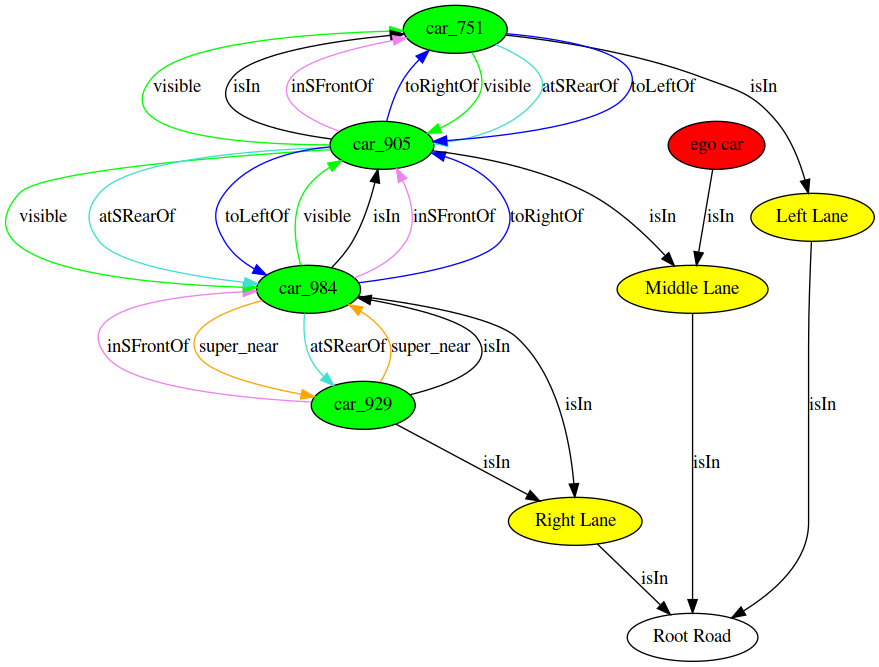 car_751
visible
isIn
inSFrontOf
toRightOf
visible
atSRearOf
toLeftOf
isIn
car_905
ego car
visible
atSRearOf
toLeftOf
visible
isIn
inSFrontOf
toRightOf
isIn
isIn
Left Lane
car_984
Middle Lane
inSFrontOf
super_near
atSRearOf
super_near
isIn
car_929
isIn
isIn
isIn
isIn
Right Lane
isIn
Root Road